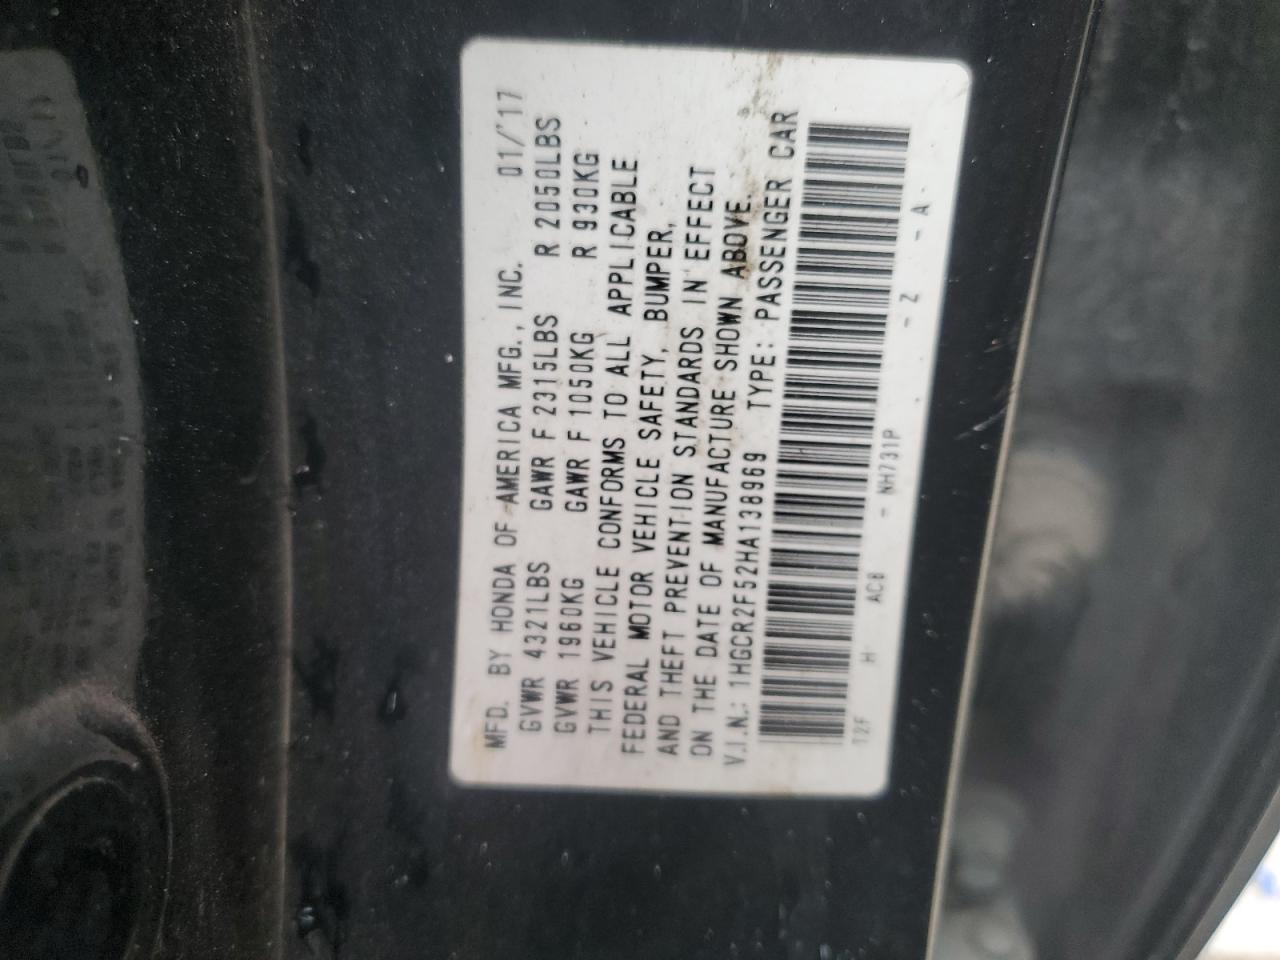 MFD. BY HONDA OF AMERICA MFG., INC. 01/'17
GVWR 4321LBS GAWR F 2315LBS R 2050LBS
GVWR 1960KG GAWR F 1050KG R 930KG
THIS VEHICLE CONFORMS TO ALL APPLICABLE
FEDERAL MOTOR VEHICLE SAFETY, BUMPER,
AND THEFT PREVENTION STANDARDS IN EFFECT
ON THE DATE OF MANUFACTURE SHOWN ABOVE.
V.I.N.: 1HGCR2F52HA138969 TYPE: PASSENGER CAR
T2F H ACB - NH731P - Z - A-